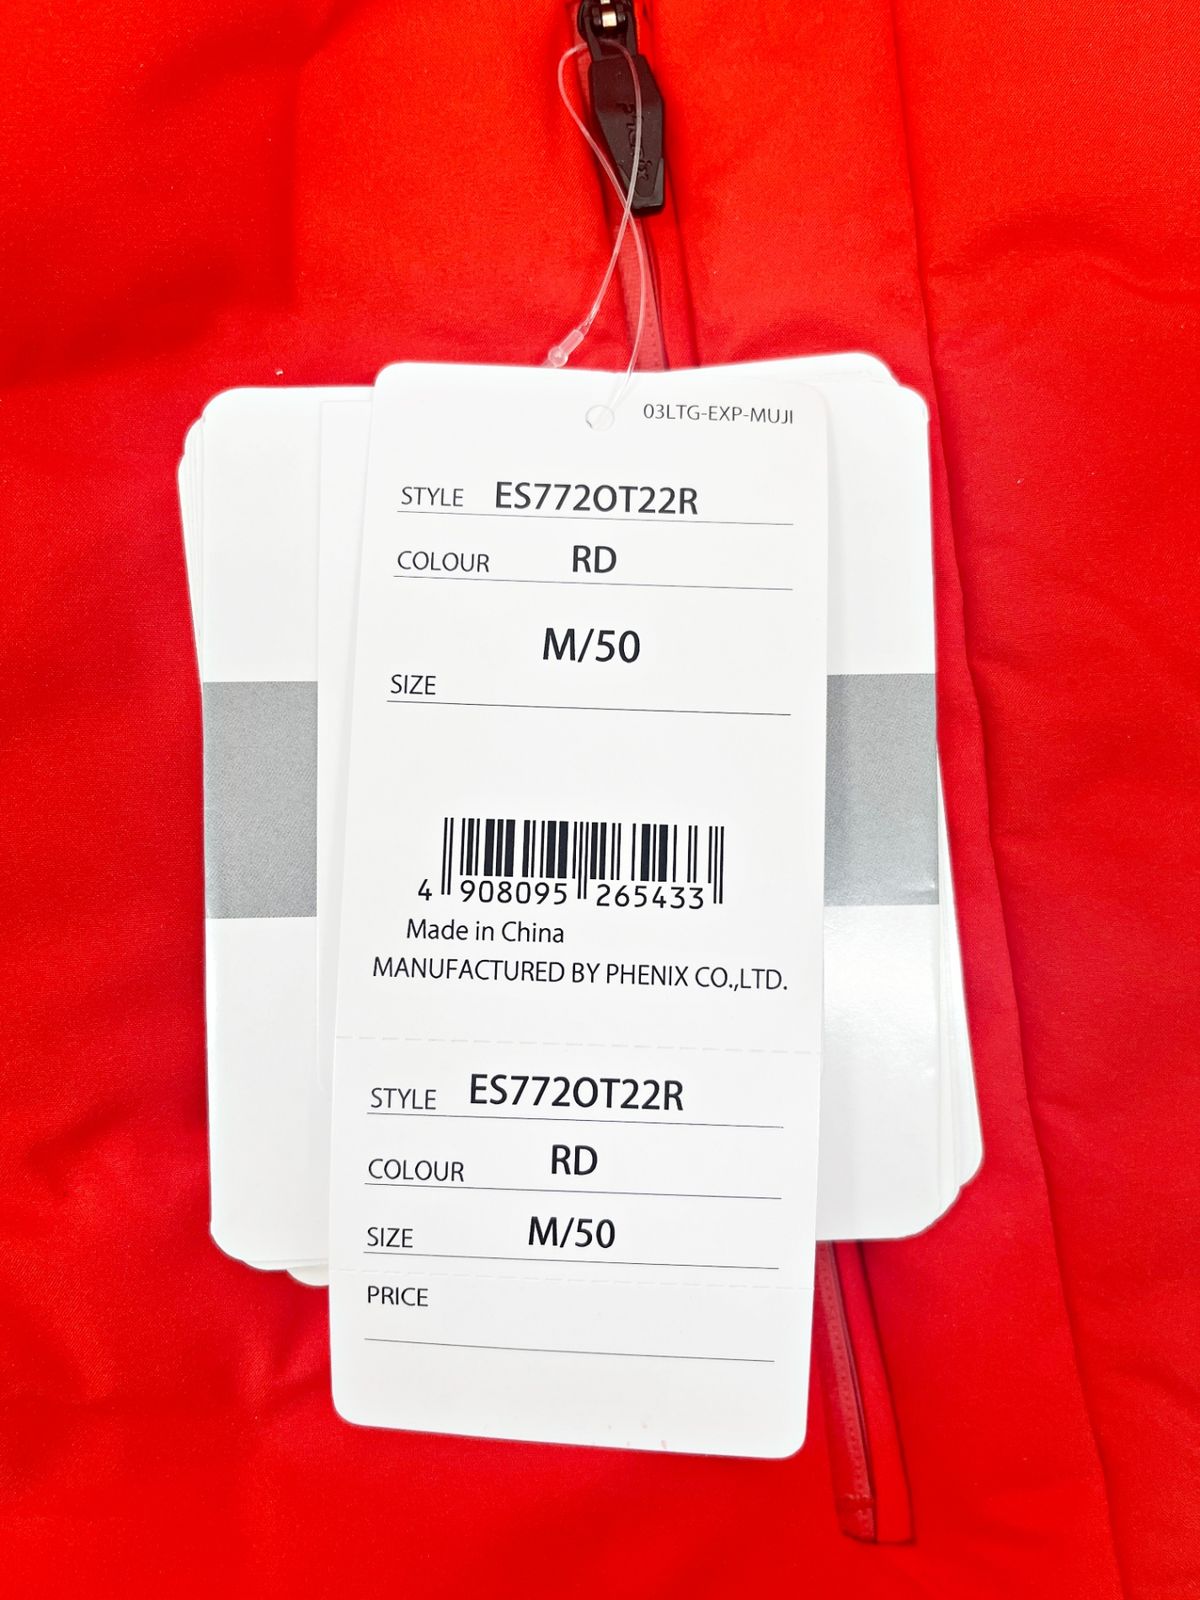 03LTG-EXP-MUJI
STYLE ES772OT22R
COLOUR RD
M/50
SIZE
4 908095 265433
Made in China
MANUFACTURED BY PHENIX CO.,LTD.
STYLE ES772OT22R
COLOUR RD
SIZE M/50
PRICE